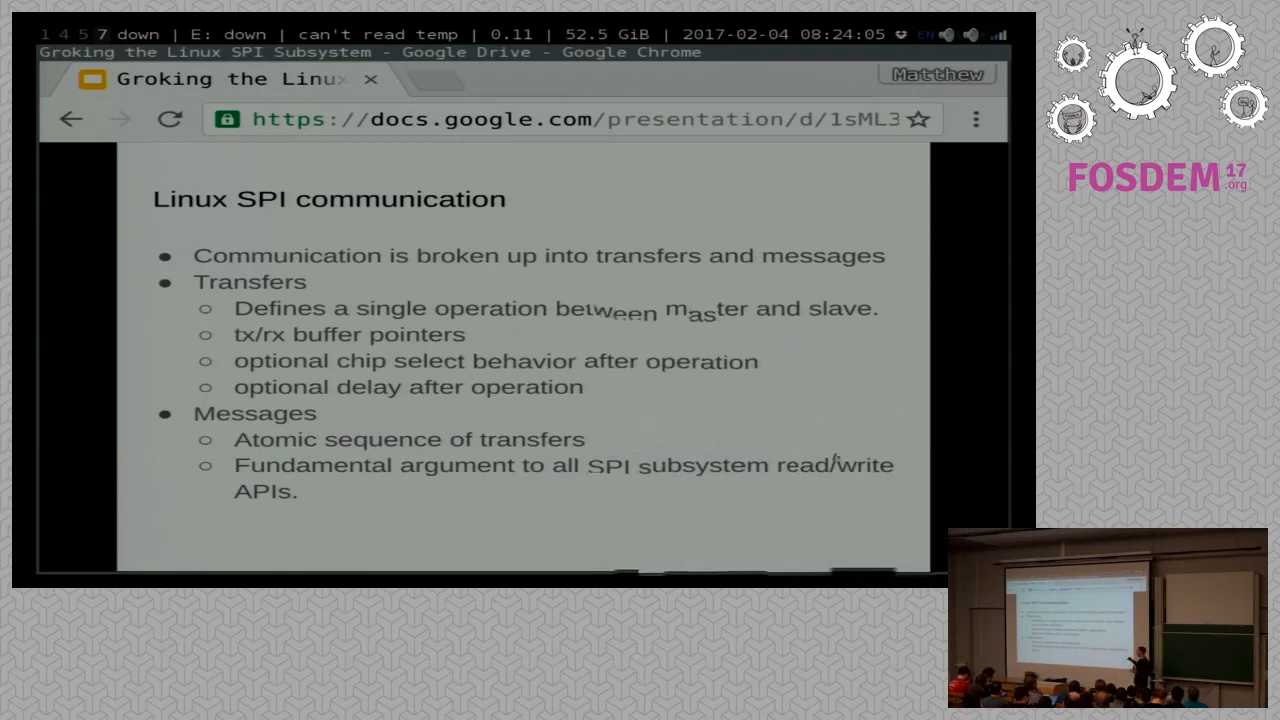 1 4 5 7 down | E: down | can't read temp | 0.11 | 52.5 GiB | 2017-02-04 08:24:05 EN
Groking the Linux SPI Subsystem - Google Drive - Google Chrome
Groking the Linu
Matthew
https://docs.google.com/presentation/d/1sML3
FOSDEM 17 .org
Linux SPI communication
● Communication is broken up into transfers and messages
● Transfers
○ Defines a single operation between master and slave.
○ tx/rx buffer pointers
○ optional chip select behavior after operation
○ optional delay after operation
● Messages
○ Atomic sequence of transfers
○ Fundamental argument to all SPI subsystem read/write
APIs.